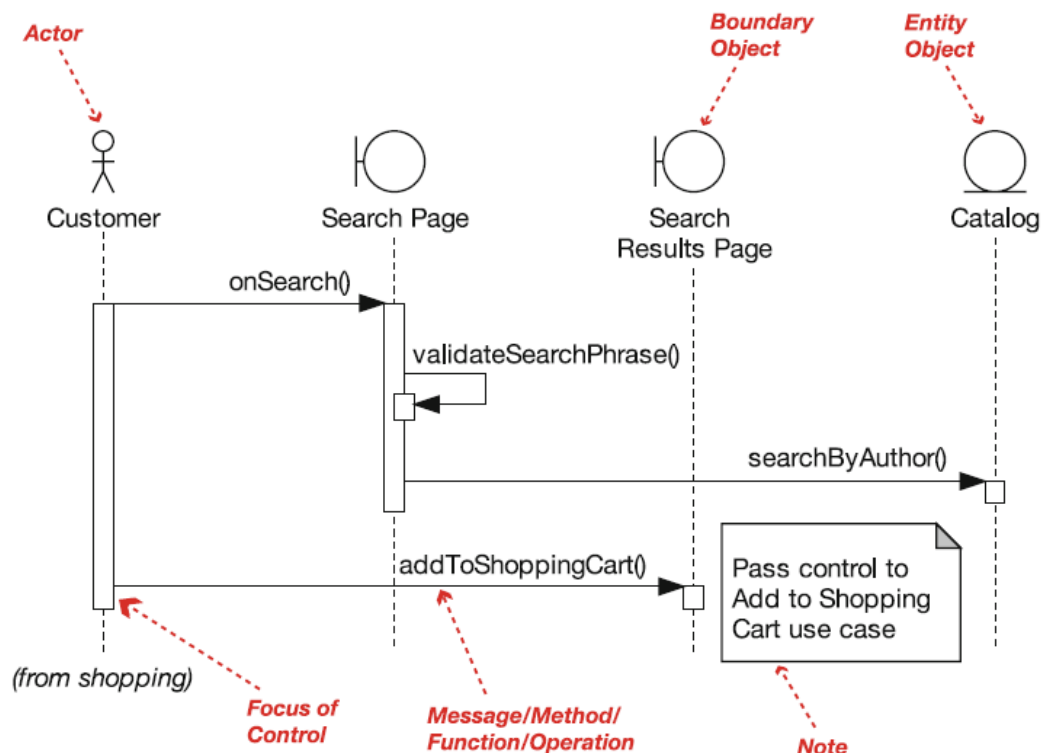 Actor
Boundary
Object
Entity
Object
Customer
Search Page
Search
Results Page
Catalog
onSearch()
validateSearchPhrase()
searchByAuthor()
addToShoppingCart()
Pass control to
Add to Shopping
Cart use case
(from shopping)
Focus of
Control
Message/Method/
Function/Operation
Note